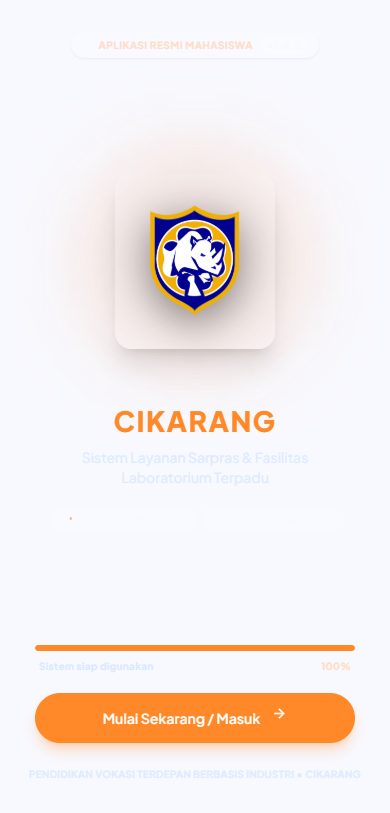 APLIKASI RESMI MAHASISWA
CIKARANG
Sistem Layanan Sarpras & Fasilitas
Laboratorium Terpadu
Sistem siap digunakan
100%
Mulai Sekarang / Masuk →
PENDIDIKAN VOKASI TERDEPAN BERBASIS INDUSTRI • CIKARANG